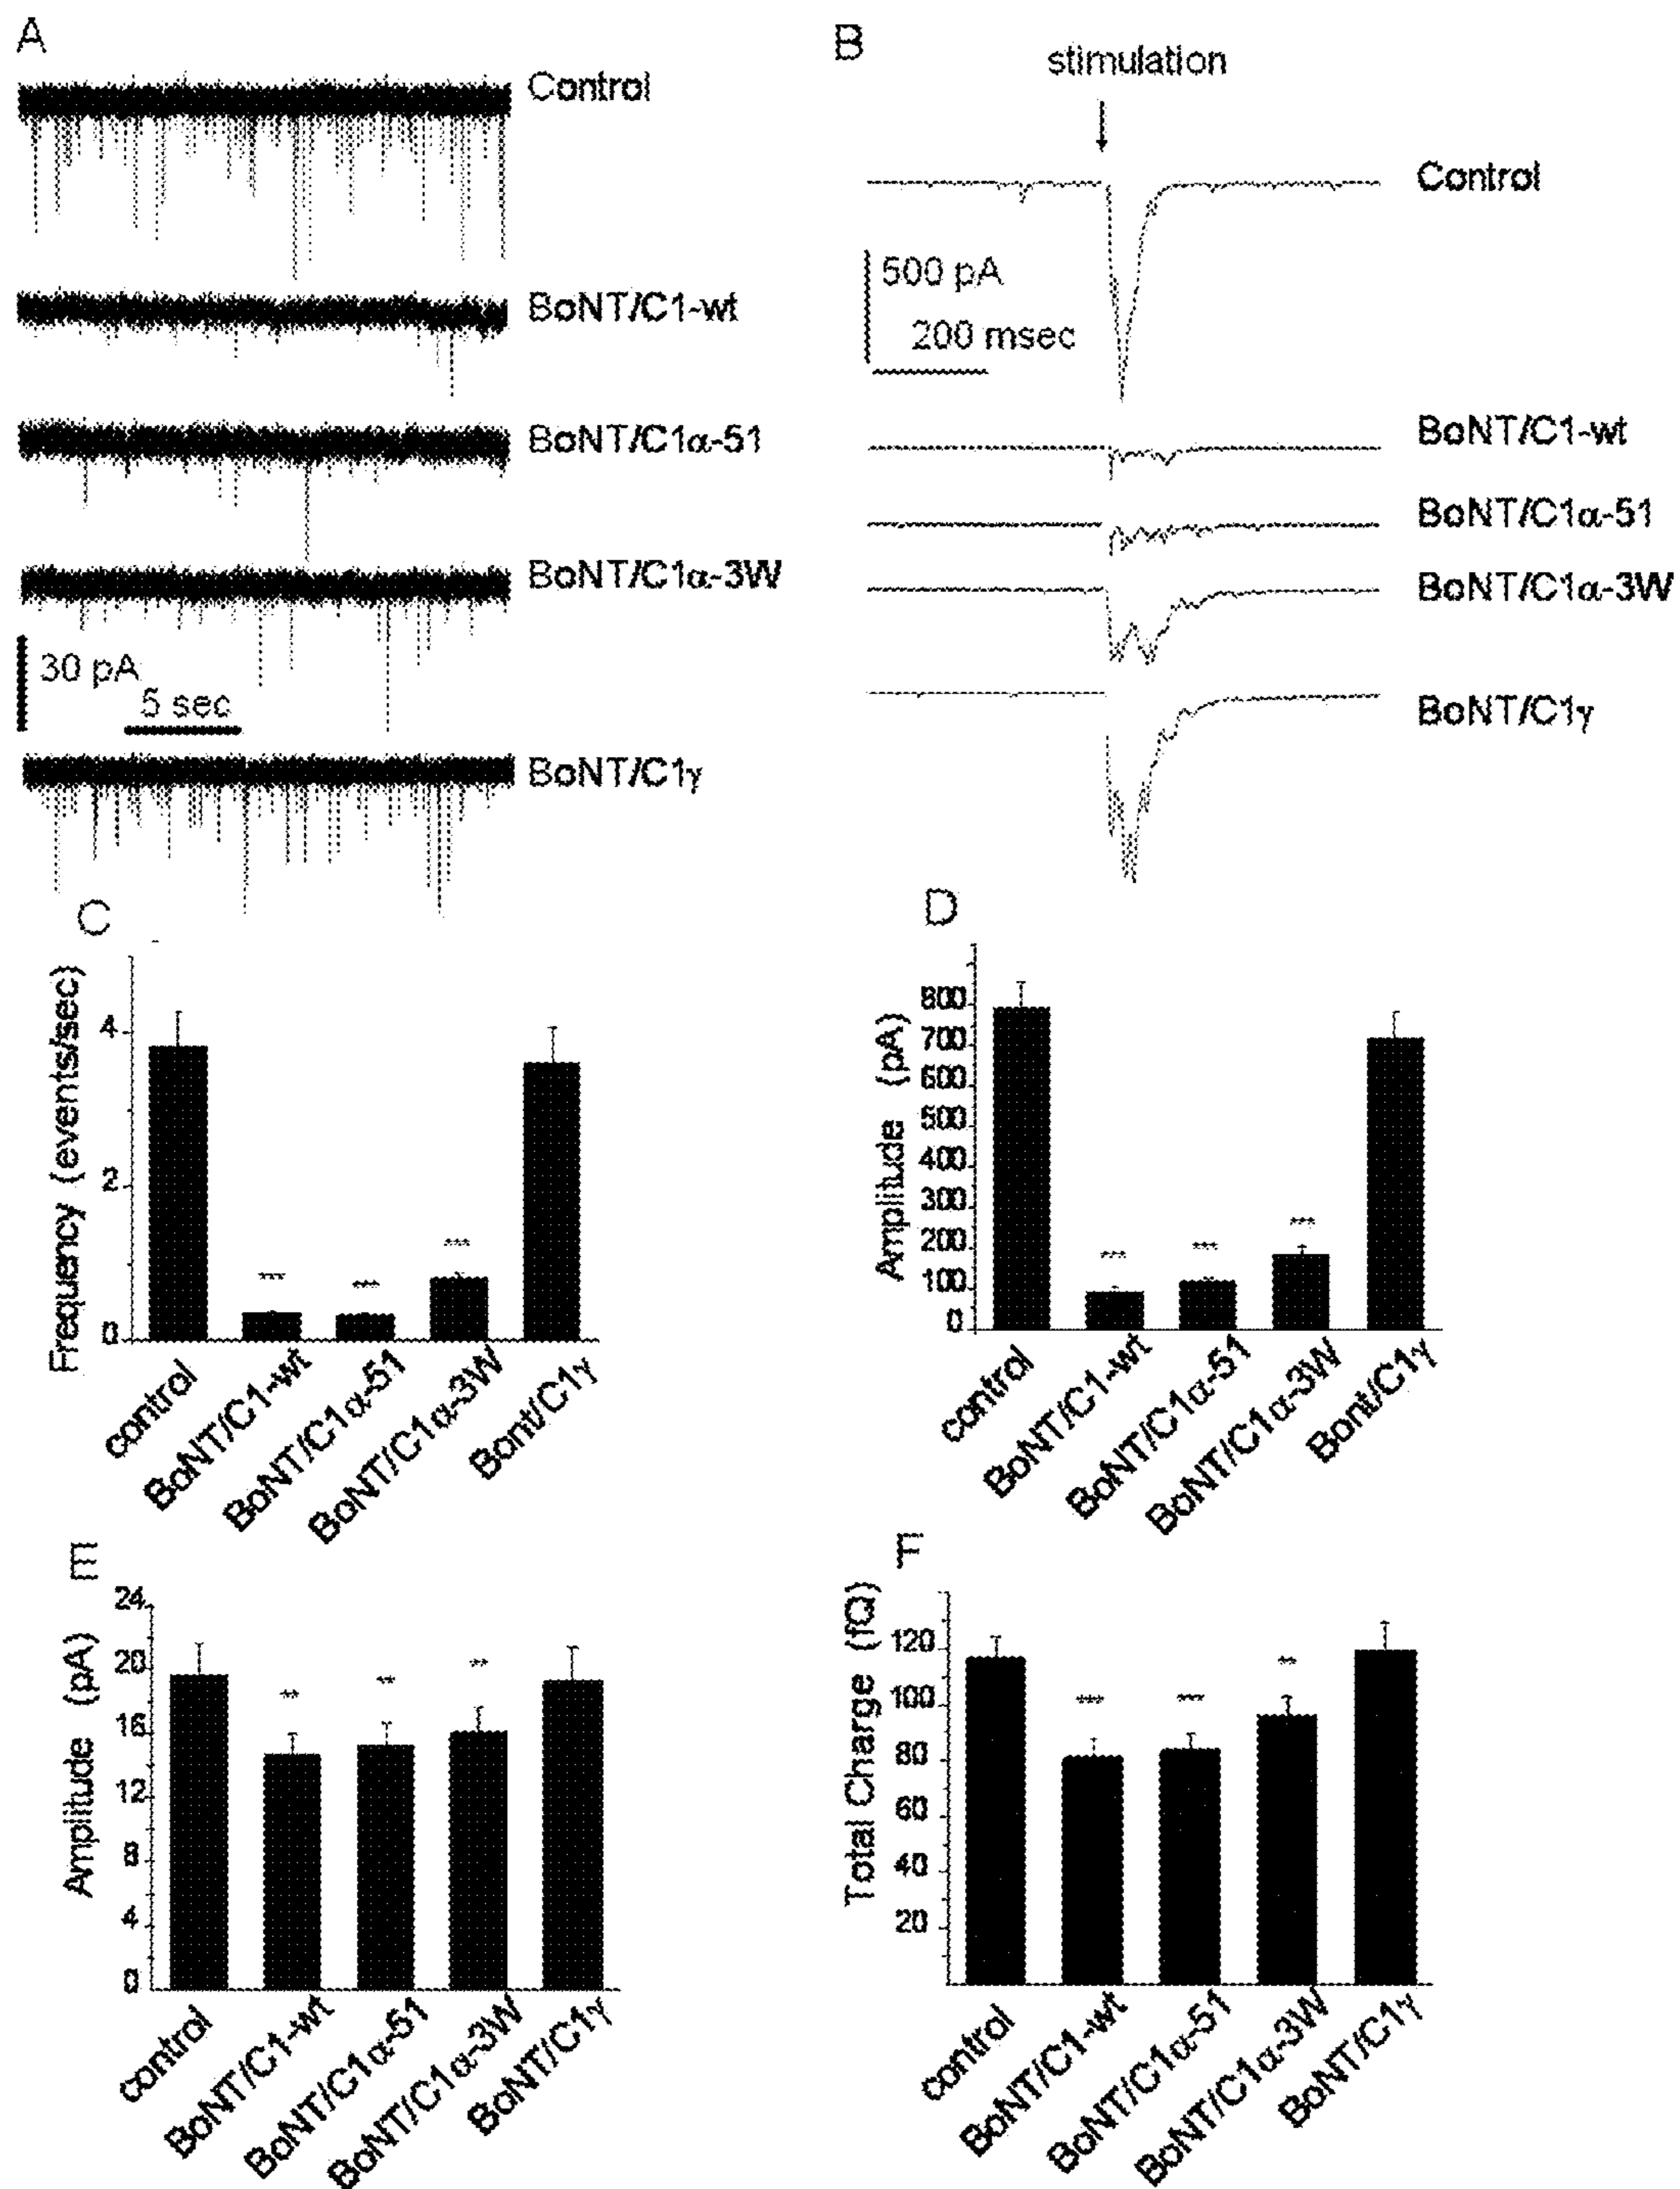 A
Control
BoNT/C1-wt
BoNT/C1α-51
BoNT/C1α-3W
30 pA
5 sec
BoNT/C1γ
B
stimulation
Control
500 pA
200 msec
BoNT/C1-wt
BoNT/C1α-51
BoNT/C1α-3W
BoNT/C1γ
C
Frequency (events/sec)
4
2
0
***
***
***
control
BoNT/C1-wt
BoNT/C1α-51
BoNT/C1α-3W
Bont/C1γ
D
Amplitude (pA)
800
700
600
500
400
300
200
100
0
***
***
***
control
BoNT/C1-wt
BoNT/C1α-51
BoNT/C1α-3W
Bont/C1γ
E
Amplitude (pA)
24
20
16
12
8
4
0
**
**
**
control
BoNT/C1-wt
BoNT/C1α-51
BoNT/C1α-3W
BoNT/C1γ
F
Total Charge (fQ)
120
100
80
60
40
20
***
***
**
control
BoNT/C1-wt
BoNT/C1α-51
BoNT/C1α-3W
BoNT/C1γ